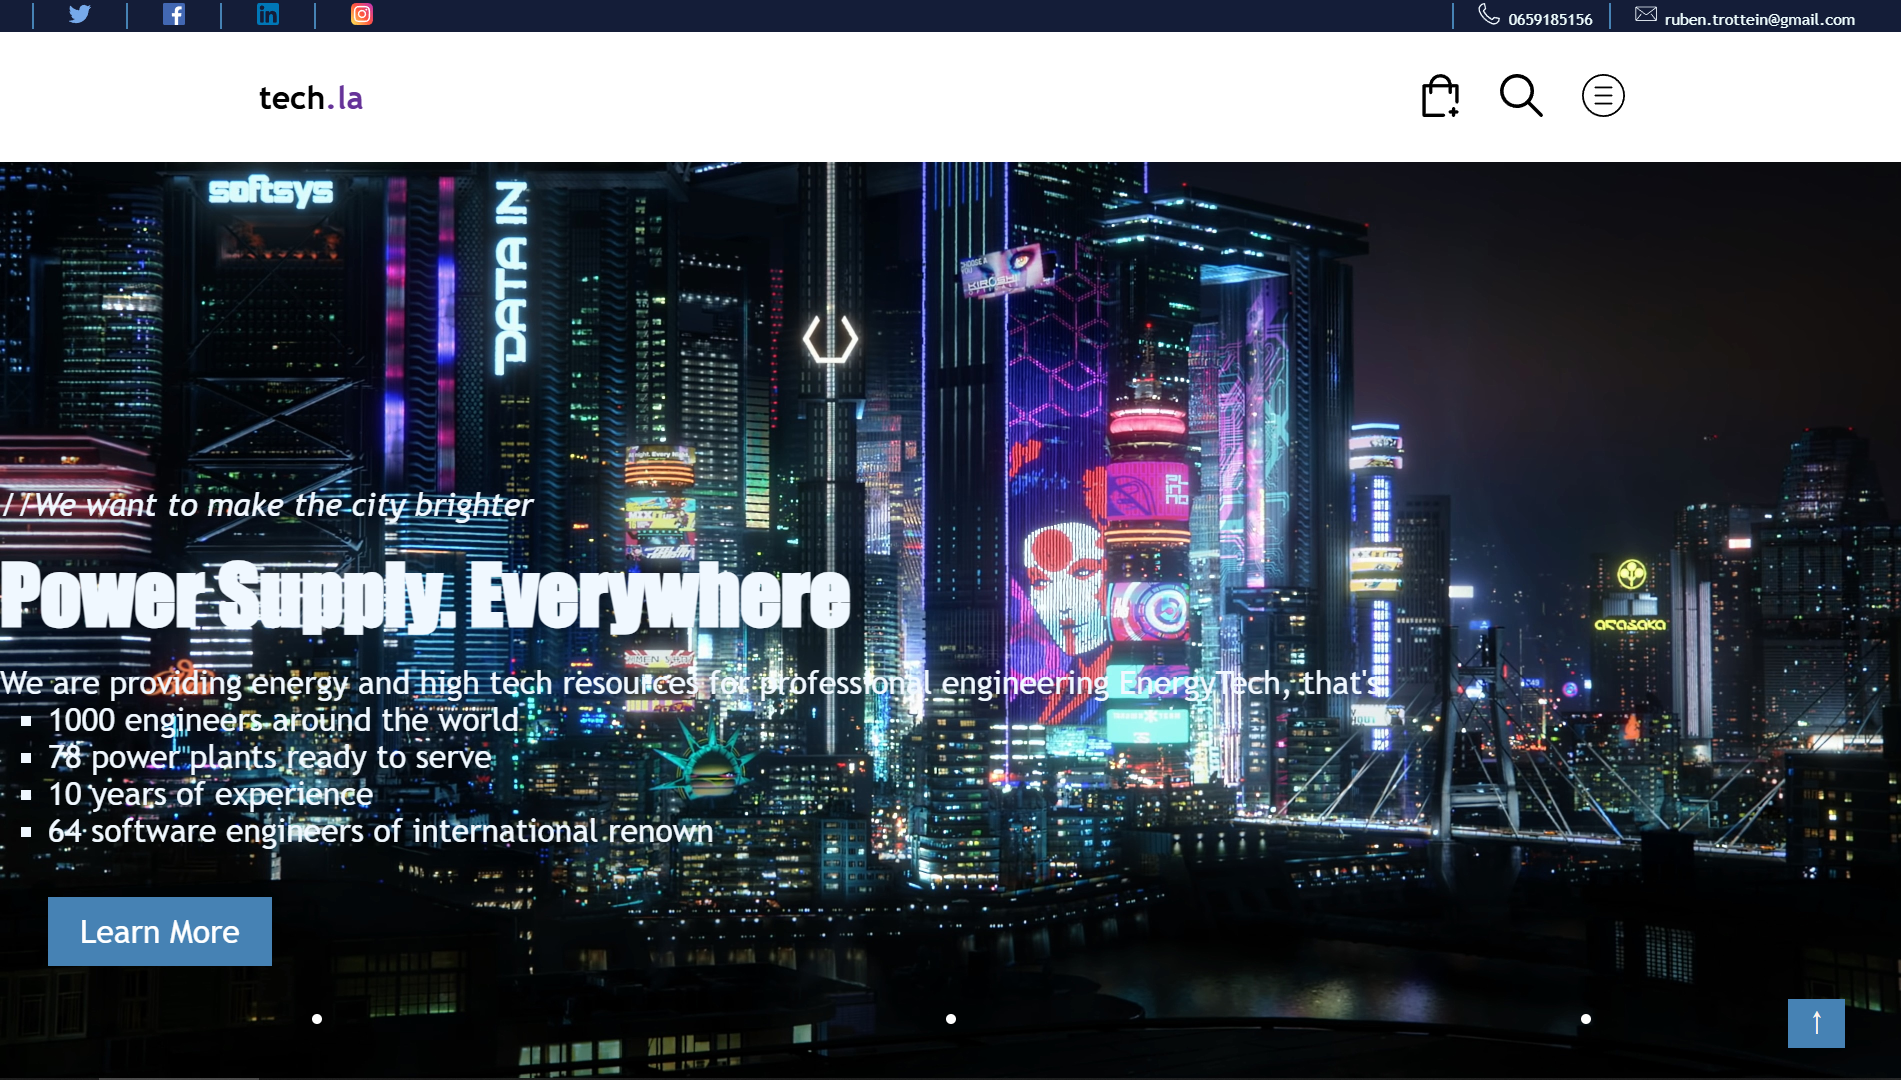 0659185156
ruben.trottein@gmail.com
tech.la
softsys
DATA IN
CHOOSE A YOU
KIROSHI
//We want to make the city brighter
Power Supply. Everywhere
arasaka
We are providing energy and high tech resources for professional engineering EnergyTech, that's
1000 engineers around the world
78 power plants ready to serve
10 years of experience
64 software engineers of international renown
Learn More
↑